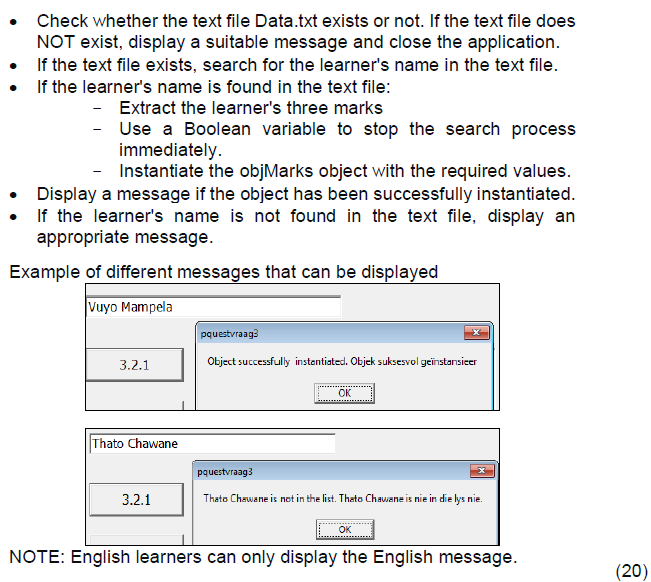 • Check whether the text file Data.txt exists or not. If the text file does
NOT exist, display a suitable message and close the application.
• If the text file exists, search for the learner's name in the text file.
• If the learner's name is found in the text file:
− Extract the learner's three marks
− Use a Boolean variable to stop the search process
immediately.
− Instantiate the objMarks object with the required values.
• Display a message if the object has been successfully instantiated.
• If the learner's name is not found in the text file, display an
appropriate message.
Example of different messages that can be displayed
Vuyo Mampela
pquestvraag3
3.2.1
Object successfully instantiated. Objek suksesvol geïnstansieer
OK
Thato Chawane
pquestvraag3
3.2.1
Thato Chawane is not in the list. Thato Chawane is nie in die lys nie.
OK
NOTE: English learners can only display the English message.
(20)